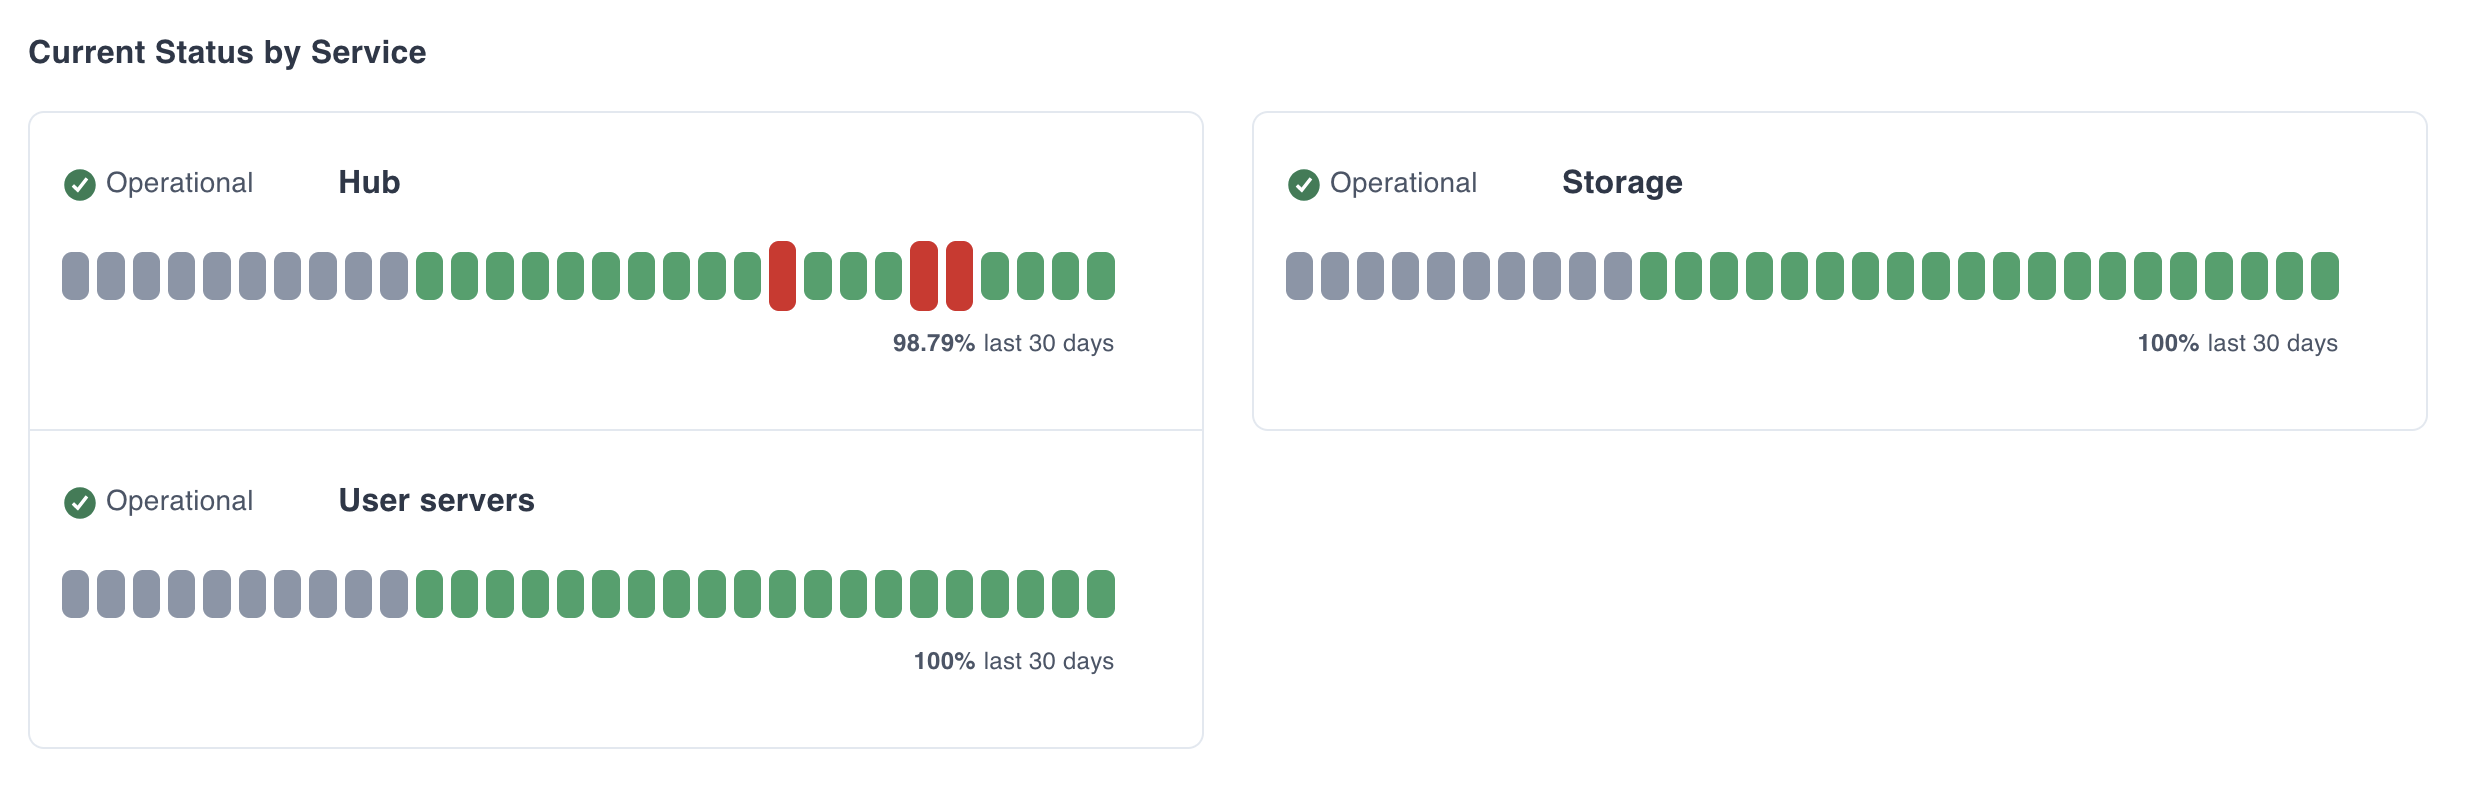 Current Status by Service
Operational Hub
98.79% last 30 days
Operational Storage
100% last 30 days
Operational User servers
100% last 30 days